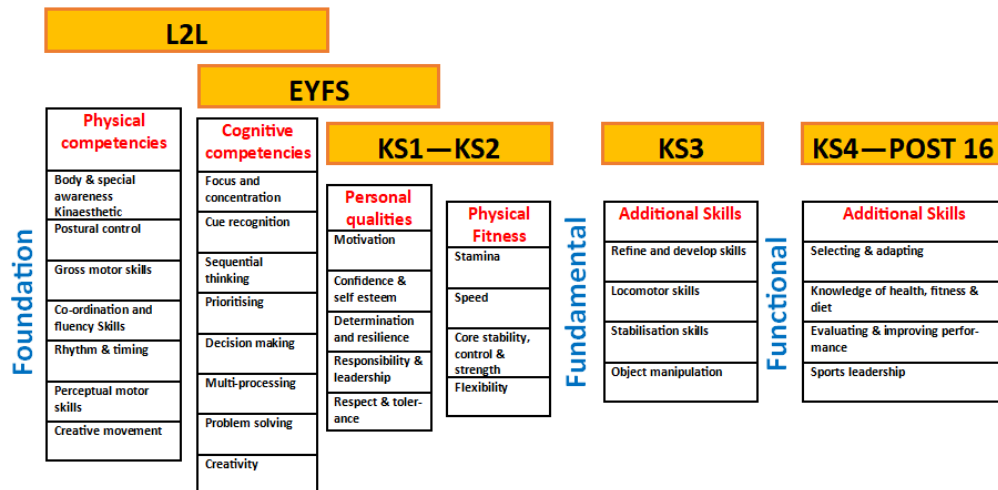 L2L
EYFS
KS1—KS2
KS3
KS4—POST 16
Foundation
Physical
competencies
Body & special
awareness
Kinaesthetic
Postural control
Gross motor skills
Co-ordination and
fluency Skills
Rhythm & timing
Perceptual motor
skills
Creative movement
Cognitive
competencies
Focus and
concentration
Cue recognition
Sequential
thinking
Prioritising
Decision making
Multi-processing
Problem solving
Creativity
Personal
qualities
Motivation
Confidence &
self esteem
Determination
and resilience
Responsibility &
leadership
Respect & toler-
ance
Physical
Fitness
Stamina
Speed
Core stability,
control &
strength
Flexibility
Fundamental
Additional Skills
Refine and develop skills
Locomotor skills
Stabilisation skills
Object manipulation
Functional
Additional Skills
Selecting & adapting
Knowledge of health, fitness &
diet
Evaluating & improving perfor-
mance
Sports leadership